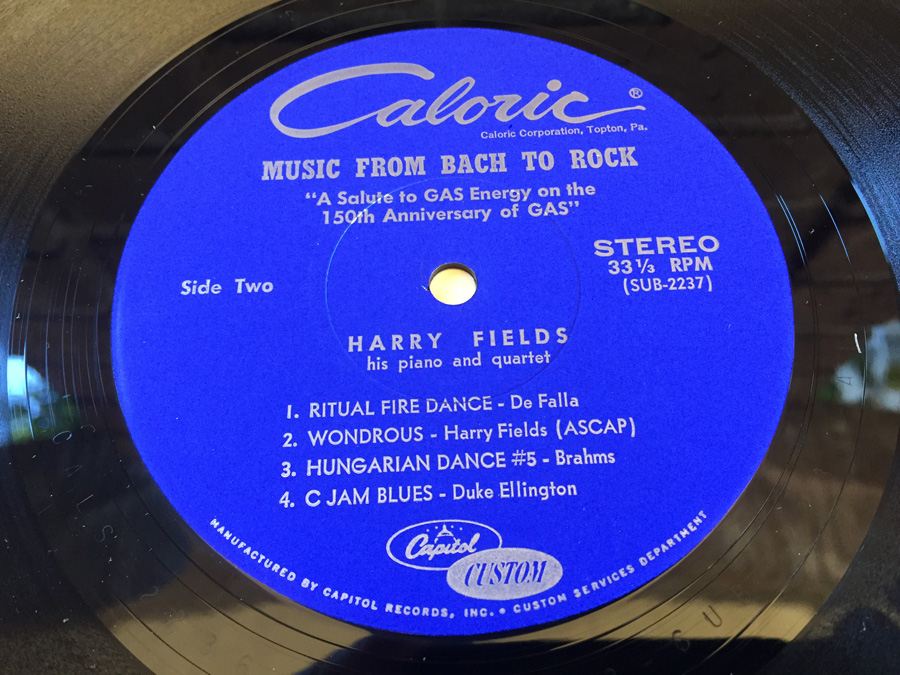 Caloric®
Caloric Corporation, Topton, Pa.
MUSIC FROM BACH TO ROCK
"A Salute to GAS Energy on the
150th Anniversary of GAS"
STEREO
33⅓ RPM
(SUB-2237)
Side Two
HARRY FIELDS
his piano and quartet
1. RITUAL FIRE DANCE - De Falla
2. WONDROUS - Harry Fields (ASCAP)
3. HUNGARIAN DANCE #5 - Brahms
4. C JAM BLUES - Duke Ellington
Capitol
CUSTOM
MANUFACTURED BY CAPITOL RECORDS, INC. • CUSTOM SERVICES DEPARTMENT